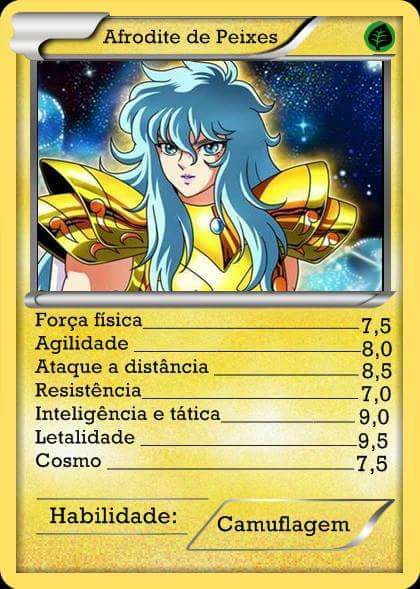 Afrodite de Peixes
Força física 7,5
Agilidade 8,0
Ataque a distância 8,5
Resistência 7,0
Inteligência e tática 9,0
Letalidade 9,5
Cosmo 7,5
Habilidade: Camuflagem